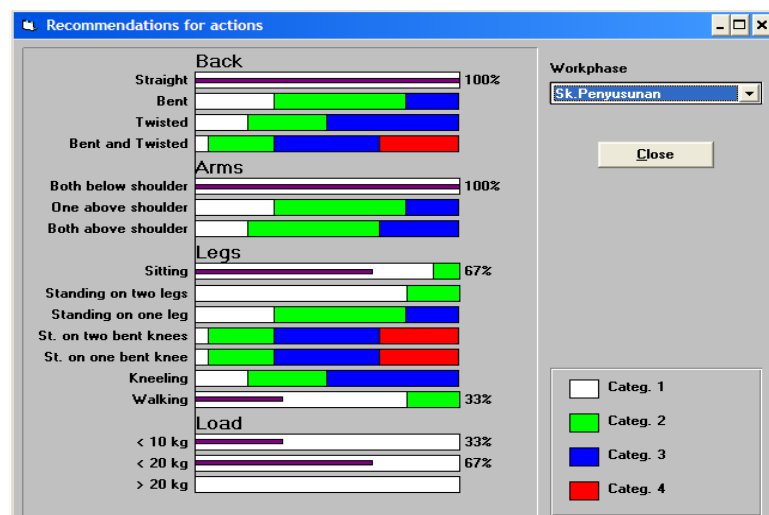 Recommendations for actions
Back
Straight 100%
Bent
Twisted
Bent and Twisted
Arms
Both below shoulder 100%
One above shoulder
Both above shoulder
Legs
Sitting 67%
Standing on two legs
Standing on one leg
St. on two bent knees
St. on one bent knee
Kneeling
Walking 33%
Load
< 10 kg 33%
< 20 kg 67%
> 20 kg
Workphase
Sk.Penyusunan
Close
Categ. 1
Categ. 2
Categ. 3
Categ. 4